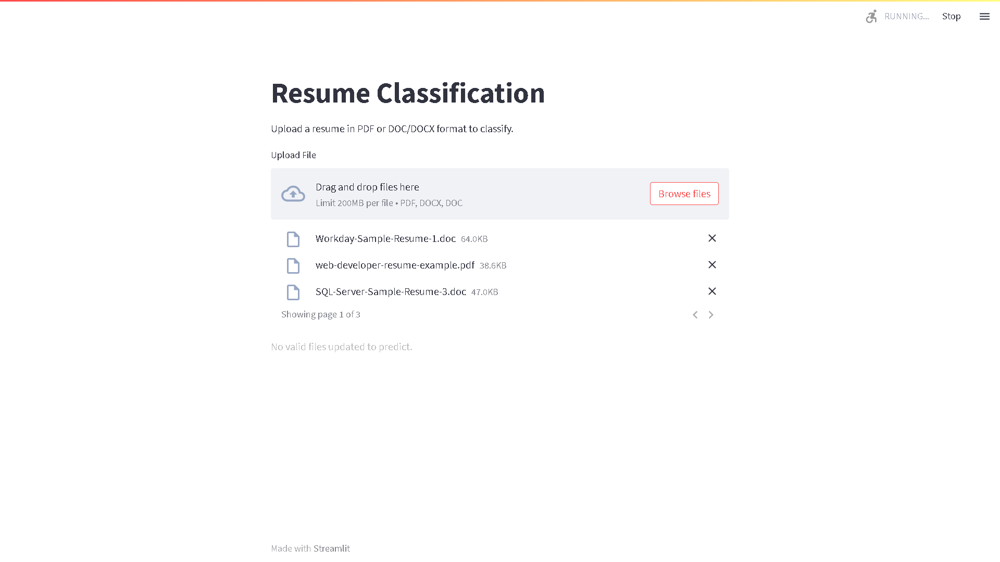 RUNNING... Stop
Resume Classification
Upload a resume in PDF or DOC/DOCX format to classify.
Upload File
Drag and drop files here
Limit 200MB per file • PDF, DOCX, DOC
Browse files
Workday-Sample-Resume-1.doc 64.0KB
web-developer-resume-example.pdf 38.6KB
SQL-Server-Sample-Resume-3.doc 47.0KB
Showing page 1 of 3
No valid files updated to predict.
Made with Streamlit